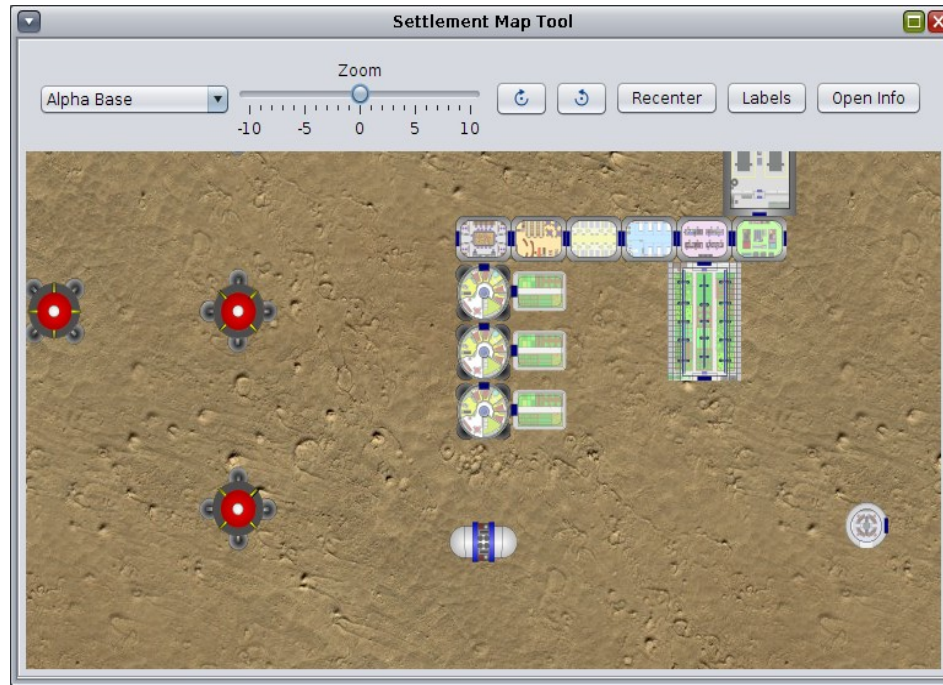 Settlement Map Tool
Zoom
Alpha Base
Recenter
Labels
Open Info
-10 -5 0 5 10